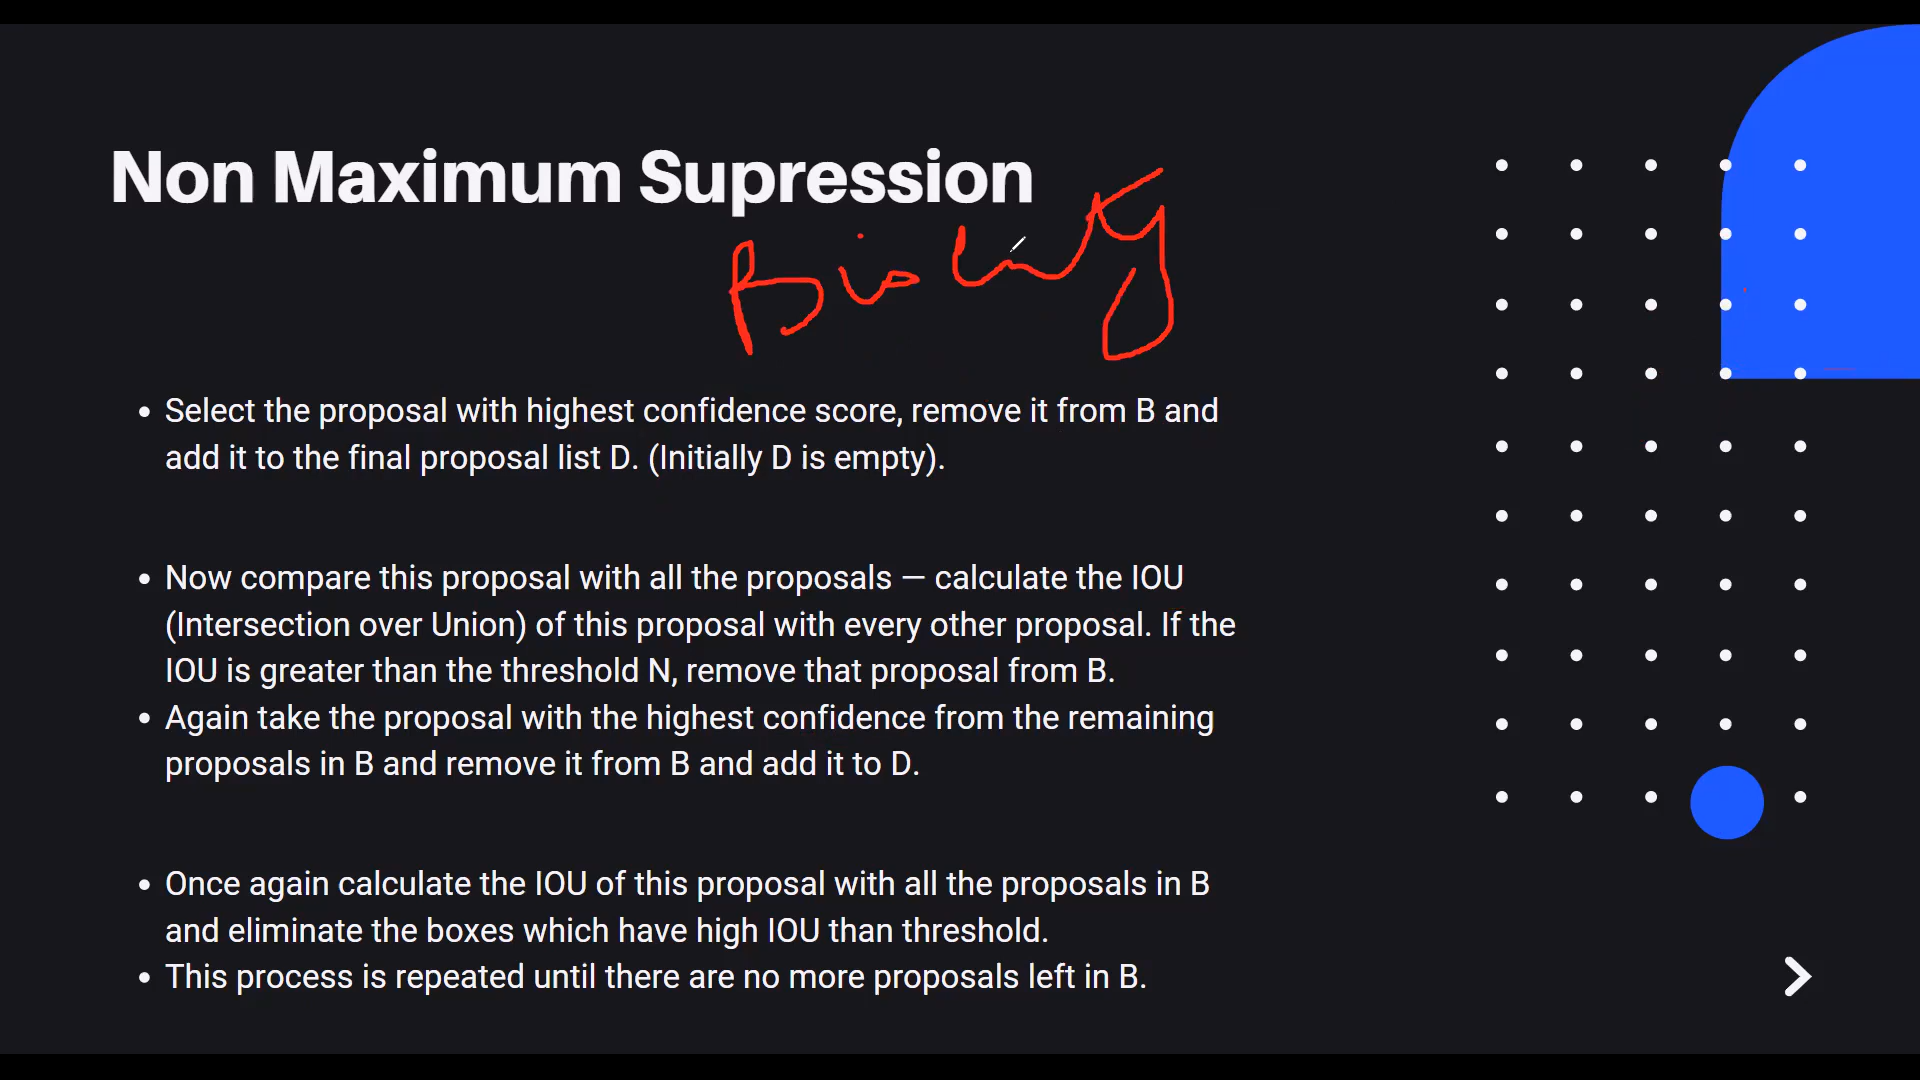 Non Maximum Supression
Select the proposal with highest confidence score, remove it from B and
add it to the final proposal list D. (Initially D is empty).
Now compare this proposal with all the proposals — calculate the IOU
(Intersection over Union) of this proposal with every other proposal. If the
IOU is greater than the threshold N, remove that proposal from B.
Again take the proposal with the highest confidence from the remaining
proposals in B and remove it from B and add it to D.
Once again calculate the IOU of this proposal with all the proposals in B
and eliminate the boxes which have high IOU than threshold.
This process is repeated until there are no more proposals left in B.